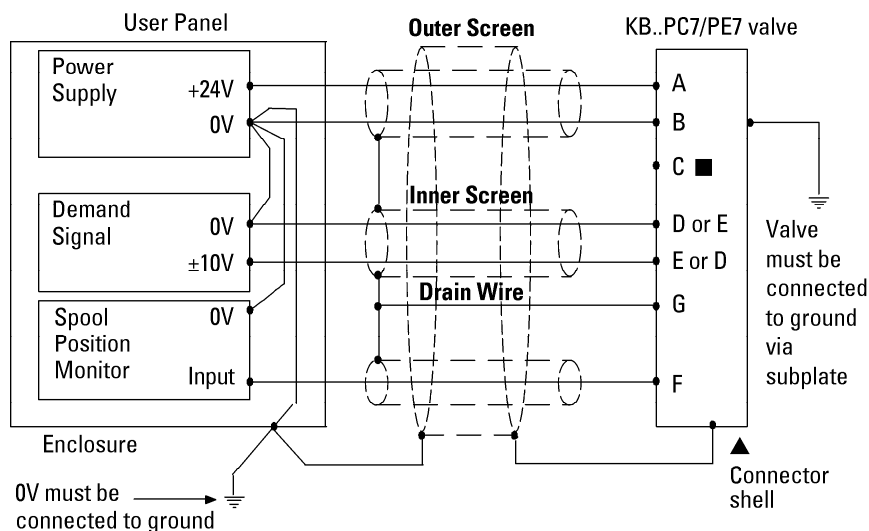 User Panel
Outer Screen
KB..PC7/PE7 valve
Power
Supply
+24V
0V
A
B
C ■
Inner Screen
Demand
Signal
0V
±10V
D or E
E or D
Valve
must be
connected
to ground
via
subplate
Drain Wire
G
Spool
Position
Monitor
0V
Input
F
Enclosure
▲
Connector
shell
0V must be
connected to ground